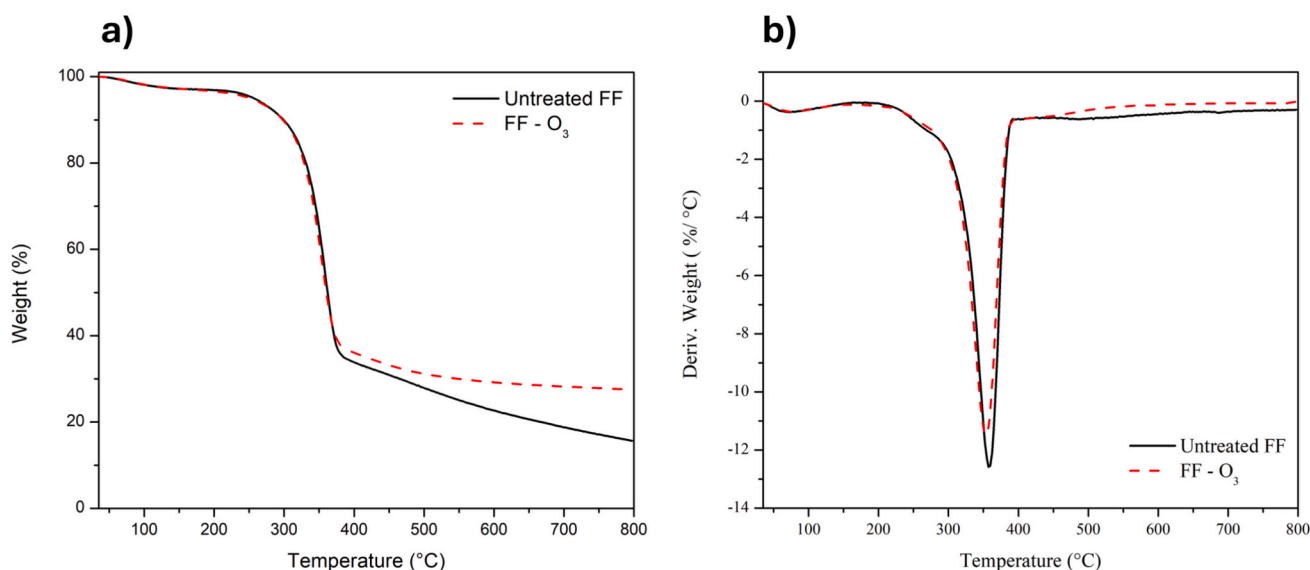 a)
100
80
60
40
20
0
Weight (%)
Untreated FF
FF - O₃
100 200 300 400 500 600 700 800
Temperature (°C)
b)
0
-2
-4
-6
-8
-10
-12
-14
Deriv. Weight ( %/ °C)
Untreated FF
FF - O₃
100 200 300 400 500 600 700 800
Temperature (°C)